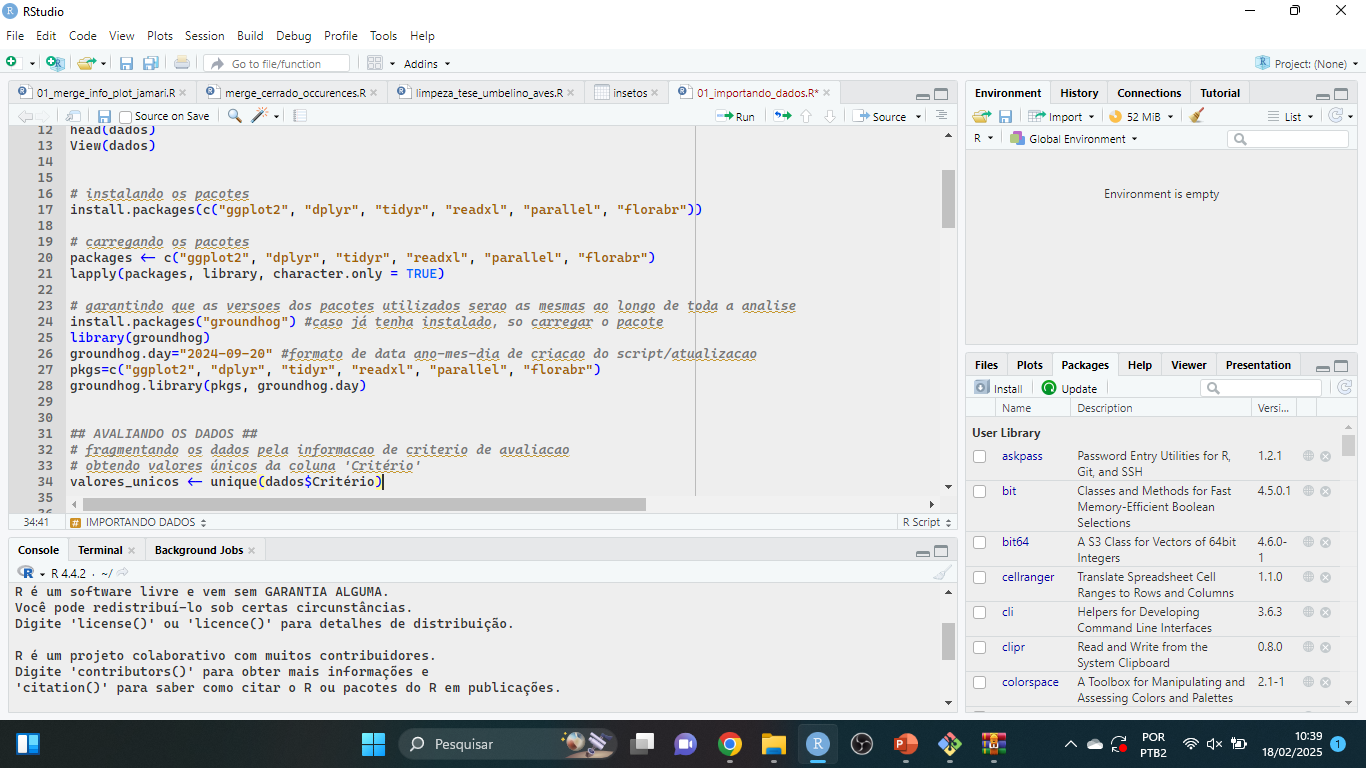 RStudio
File Edit Code View Plots Session Build Debug Profile Tools Help
Go to file/function Addins Project: (None)
01_merge_info_plot_jamari.R merge_cerrado_occurences.R limpeza_tese_umbelino_aves.R insetos 01_importando_dados.R*
Source on Save Run Source
12 head(dados)
13 View(dados)
14
15
16 # instalando os pacotes
17 install.packages(c("ggplot2", "dplyr", "tidyr", "readxl", "parallel", "florabr"))
18
19 # carregando os pacotes
20 packages <- c("ggplot2", "dplyr", "tidyr", "readxl", "parallel", "florabr")
21 lapply(packages, library, character.only = TRUE)
22
23 # garantindo que as versoes dos pacotes utilizados serao as mesmas ao longo de toda a analise
24 install.packages("groundhog") #caso já tenha instalado, so carregar o pacote
25 library(groundhog)
26 groundhog.day="2024-09-20" #formato de data ano-mes-dia de criacao do script/atualizacao
27 pkgs=c("ggplot2", "dplyr", "tidyr", "readxl", "parallel", "florabr")
28 groundhog.library(pkgs, groundhog.day)
29
30
31 ## AVALIANDO OS DADOS ##
32 # fragmentando os dados pela informacao de criterio de avaliacao
33 # obtendo valores únicos da coluna 'Critério'
34 valores_unicos <- unique(dados$Critério)
35
36
34:41 # IMPORTANDO DADOS R Script
Console Terminal Background Jobs
R R 4.4.2 · ~/
R é um software livre e vem sem GARANTIA ALGUMA.
Você pode redistribuí-lo sob certas circunstâncias.
Digite 'license()' ou 'licence()' para detalhes de distribuição.
R é um projeto colaborativo com muitos contribuidores.
Digite 'contributors()' para obter mais informações e
'citation()' para saber como citar o R ou pacotes do R em publicações.
Environment History Connections Tutorial
Import 52 MiB List
R Global Environment
Environment is empty
Files Plots Packages Help Viewer Presentation
Install Update
Name Description Versi...
User Library
askpass Password Entry Utilities for R, 1.2.1
Git, and SSH
bit Classes and Methods for Fast 4.5.0.1
Memory-Efficient Boolean
Selections
bit64 A S3 Class for Vectors of 64bit 4.6.0-
Integers 1
cellranger Translate Spreadsheet Cell 1.1.0
Ranges to Rows and Columns
cli Helpers for Developing 3.6.3
Command Line Interfaces
clipr Read and Write from the 0.8.0
System Clipboard
colorspace A Toolbox for Manipulating and 2.1-1
Assessing Colors and Palettes
Pesquisar
POR 10:39
PTB2 18/02/2025 1